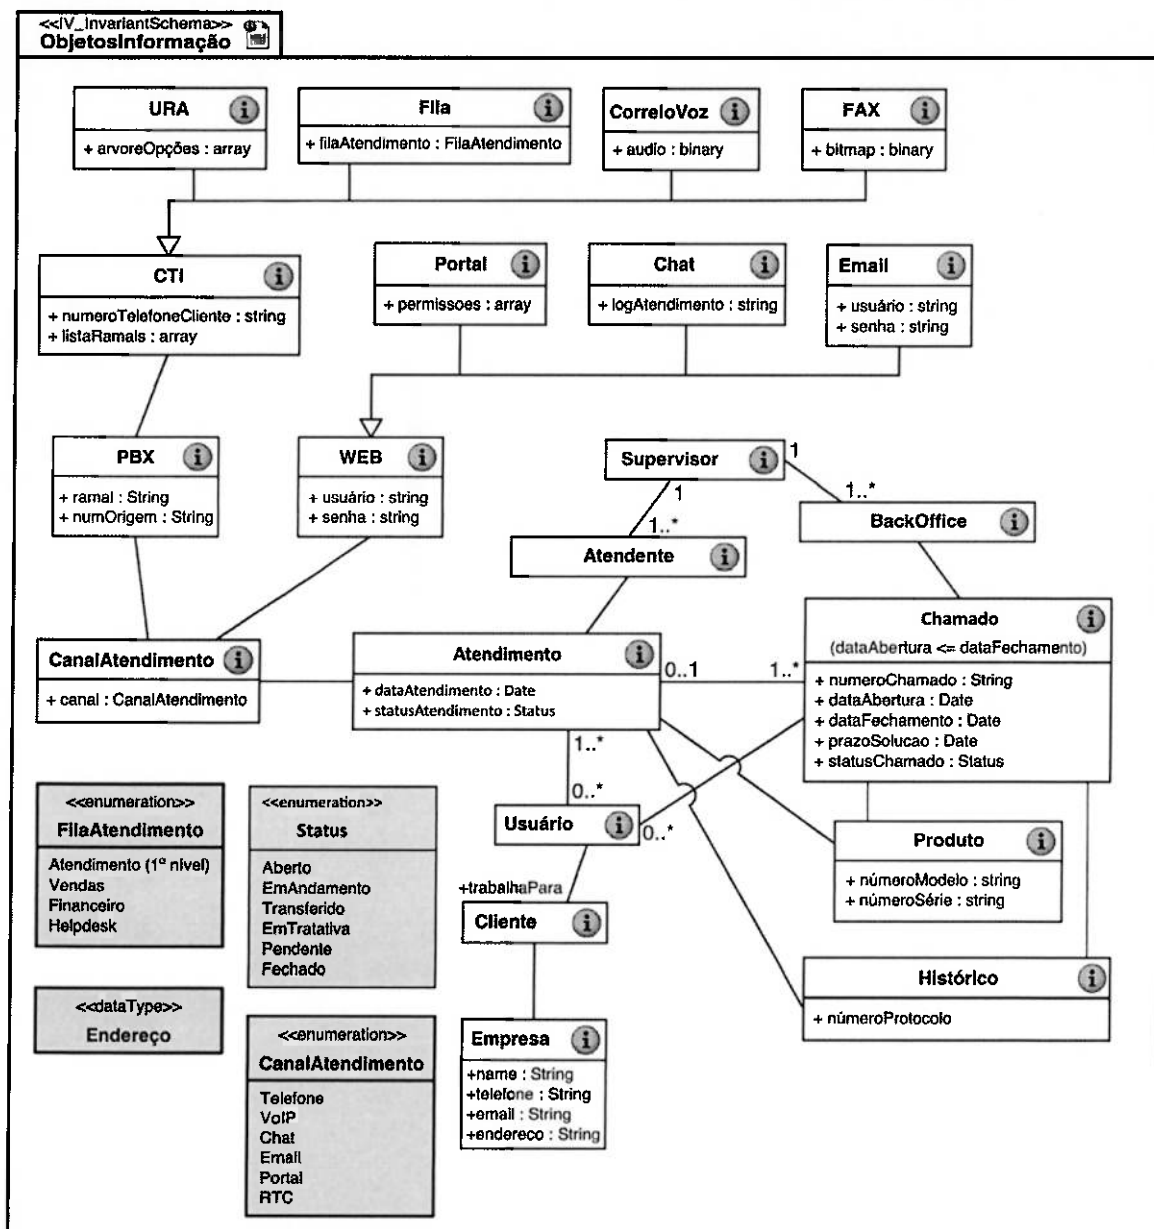 <<IV_InvariantSchema>>
ObjetosInformação
URA
+ arvoreOpções : array
Fila
+ filaAtendimento : FilaAtendimento
CorreioVoz
+ audio : binary
FAX
+ bitmap : binary
CTI
+ numeroTelefoneCliente : string
+ listaRamais : array
Portal
+ permissoes : array
Chat
+ logAtendimento : string
Email
+ usuário : string
+ senha : string
PBX
+ ramal : String
+ numOrigem : String
WEB
+ usuário : string
+ senha : string
Supervisor
1
1
1..*
1..*
BackOffice
Atendente
CanalAtendimento
+ canal : CanalAtendimento
Atendimento
+ dataAtendimento : Date
+ statusAtendimento : Status
0..1
1..*
Chamado
(dataAbertura <= dataFechamento)
+ numeroChamado : String
+ dataAbertura : Date
+ dataFechamento : Date
+ prazoSolucao : Date
+ statusChamado : Status
1..*
0..*
Usuário
0..*
Produto
+ númeroModelo : string
+ númeroSérie : string
+trabalhaPara
Cliente
Histórico
+ númeroProtocolo
Empresa
+name : String
+telefone : String
+email : String
+endereco : String
<<enumeration>>
FilaAtendimento
Atendimento (1º nível)
Vendas
Financeiro
Helpdesk
<<enumeration>>
Status
Aberto
EmAndamento
Transferido
EmTratativa
Pendente
Fechado
<<dataType>>
Endereço
<<enumeration>>
CanalAtendimento
Telefone
VoIP
Chat
Email
Portal
RTC